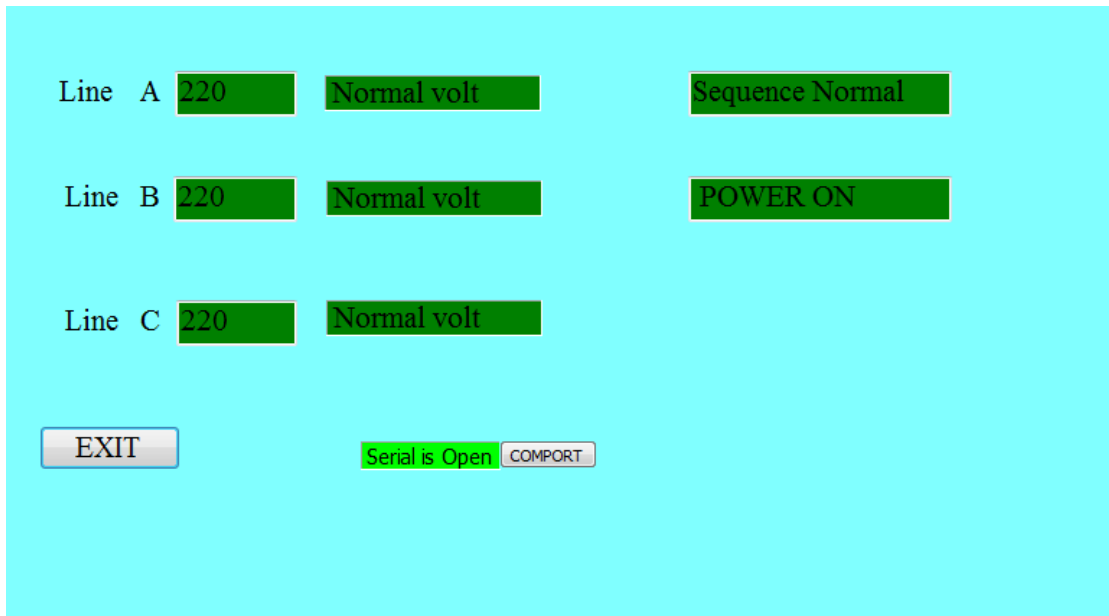 Line A 220 Normal volt Sequence Normal
Line B 220 Normal volt POWER ON
Line C 220 Normal volt
EXIT Serial is Open COMPORT